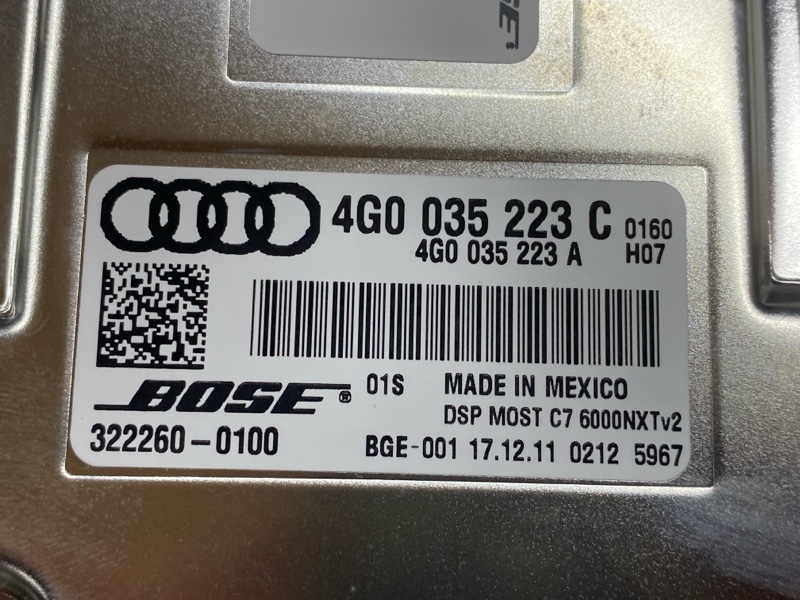 BOSE
4G0 035 223 C 0160
4G0 035 223 A H07
BOSE® 01S MADE IN MEXICO
DSP MOST C7 6000NXTv2
322260-0100 BGE-001 17.12.11 0212 5967